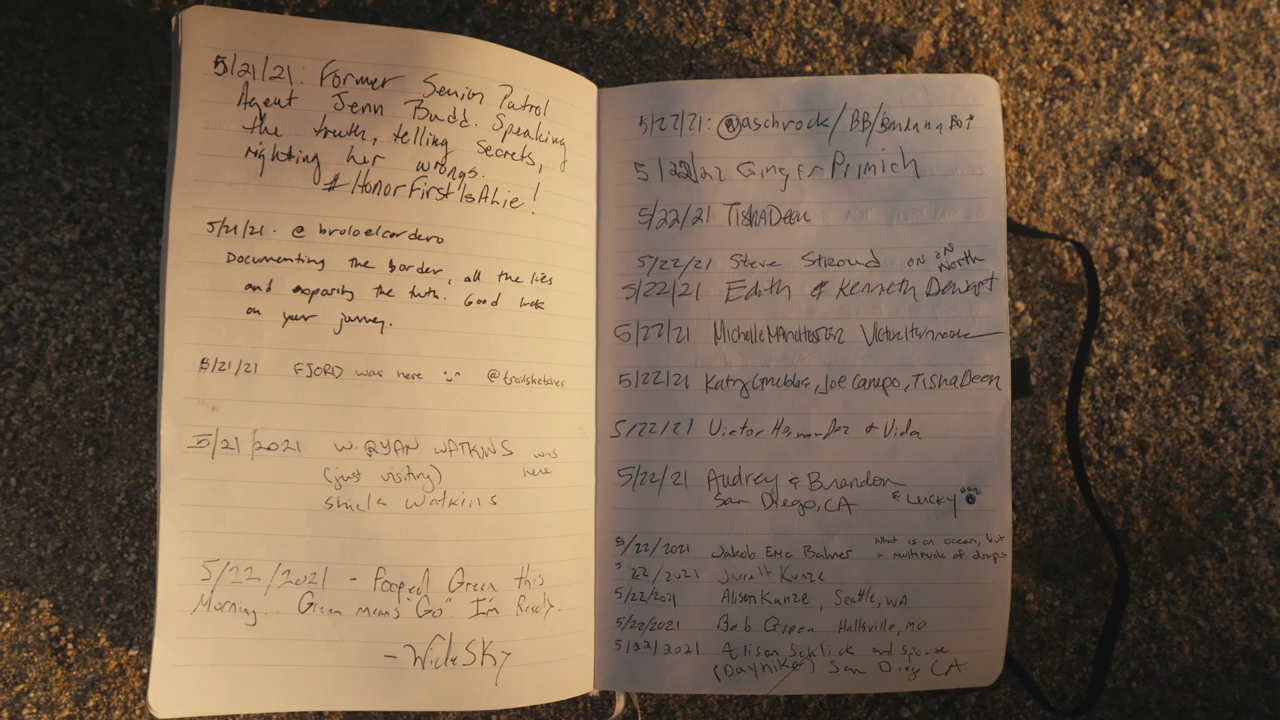 5/21/21: Former Senior Patrol
Agent Jenn Budd. Speaking
the truth, telling secrets,
righting her wrongs.
#HonorFirstIsALie!
5/21/21. @ broloelcordero
Documenting the border, all the lies
and exposing the truth. Good luck
on your journey.
5/21/21 FJORD was here @trailsketches
5/21/2021 W. RYAN WATKINS was here
(just visiting)
Shiela Watkins
5/22/2021 - Pooped Green this
Morning... Green means "Go" I'm Ready.
- WideSky
5/22/21: @aschrock/BB/Bandana Boi
5/22/21 Ginger Primich
5/22/21 TishaDeen
5/22/21 Steve Stroud ON ON North
5/22/21 Edith & Kenneth Dewart
5/22/21 Michelle
5/22/21 Katy Grubbs, Joe Campo, TishaDeen
5/22/21 Victor Hernandez & Vida
5/22/21 Audrey & Brandon
San Diego, CA & Lucky
5/22/2021 Jakob Eric Balmes What is an ocean, but
a multitude of drops
22/2021 Jarrett Kunze
5/22/2021 Alison Kunze, Seattle, WA
5/22/2021 Bob Green Hallsville, MO
5/22/2021 Alison Schlick and spouse
(Day hike) San Diego CA